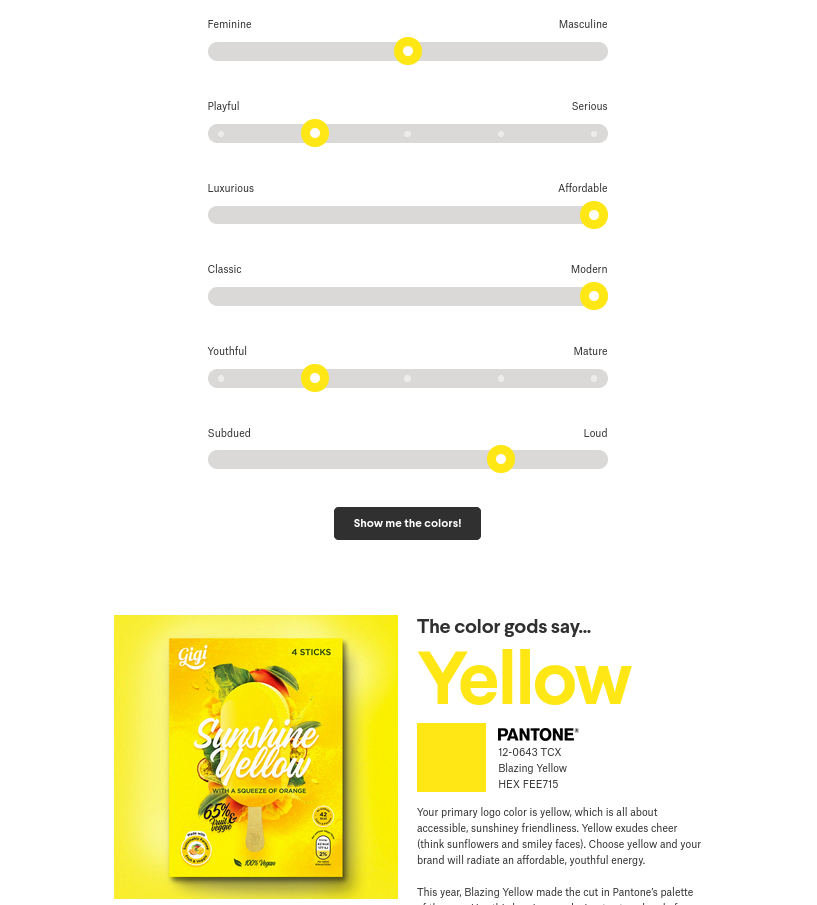 Feminine
Masculine
Playful
Serious
Luxurious
Affordable
Classic
Modern
Youthful
Mature
Subdued
Loud
Show me the colors!
Gigi
4 STICKS
Sunshine
Yellow
WITH A SQUEEZE OF ORANGE
65%
Fruit &
Veggie
42
2%
100% Vegan
The color gods say...
Yellow
PANTONE®
12-0643 TCX
Blazing Yellow
HEX FEE715
Your primary logo color is yellow, which is all about
accessible, sunshiney friendliness. Yellow exudes cheer
(think sunflowers and smiley faces). Choose yellow and your
brand will radiate an affordable, youthful energy.
This year, Blazing Yellow made the cut in Pantone's palette